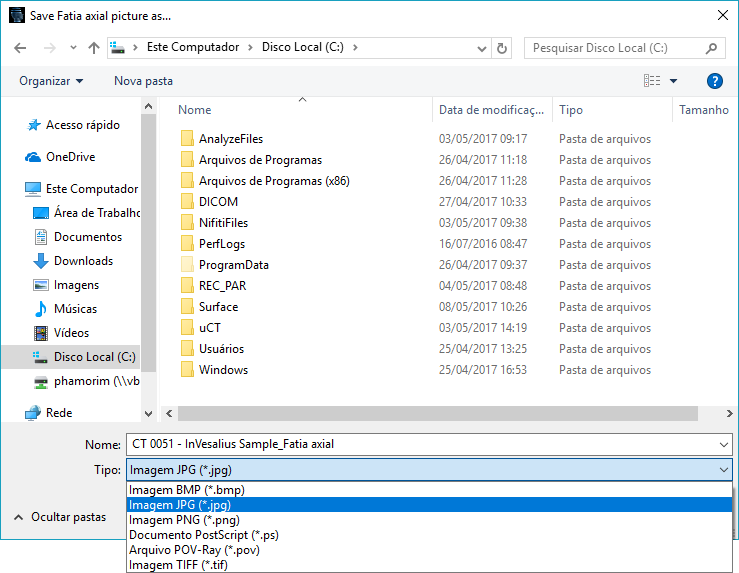 Save Fatia axial picture as...
Este Computador Disco Local (C:)
Pesquisar Disco Local (C:)
Organizar
Nova pasta
?
Acesso rápido
OneDrive
Este Computador
Área de Trabalho
Documentos
Downloads
Imagens
Músicas
Vídeos
Disco Local (C:)
phamorim (\\vb
Rede
Nome Data de modificaç... Tipo Tamanho
AnalyzeFiles 03/05/2017 09:17 Pasta de arquivos
Arquivos de Programas 26/04/2017 11:18 Pasta de arquivos
Arquivos de Programas (x86) 26/04/2017 11:28 Pasta de arquivos
DICOM 27/04/2017 10:33 Pasta de arquivos
NifitiFiles 03/05/2017 09:38 Pasta de arquivos
PerfLogs 16/07/2016 08:47 Pasta de arquivos
ProgramData 26/04/2017 09:37 Pasta de arquivos
REC_PAR 04/05/2017 08:48 Pasta de arquivos
Surface 08/05/2017 10:26 Pasta de arquivos
uCT 03/05/2017 14:19 Pasta de arquivos
Usuários 25/04/2017 13:25 Pasta de arquivos
Windows 25/04/2017 16:53 Pasta de arquivos
Nome: CT 0051 - InVesalius Sample_Fatia axial
Tipo: Imagem JPG (*.jpg)
Imagem BMP (*.bmp)
Imagem JPG (*.jpg)
Imagem PNG (*.png)
Documento PostScript (*.ps)
Arquivo POV-Ray (*.pov)
Imagem TIFF (*.tif)
Ocultar pastas